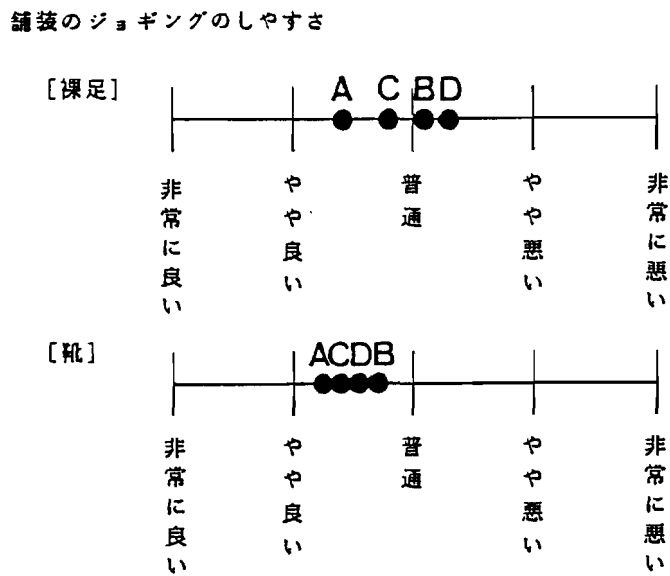 舗装のジョギングのしやすさ
[裸足]
A C B D
非常に良い
やや良い
普通
やや悪い
非常に悪い
[靴]
A C D B
非常に良い
やや良い
普通
やや悪い
非常に悪い